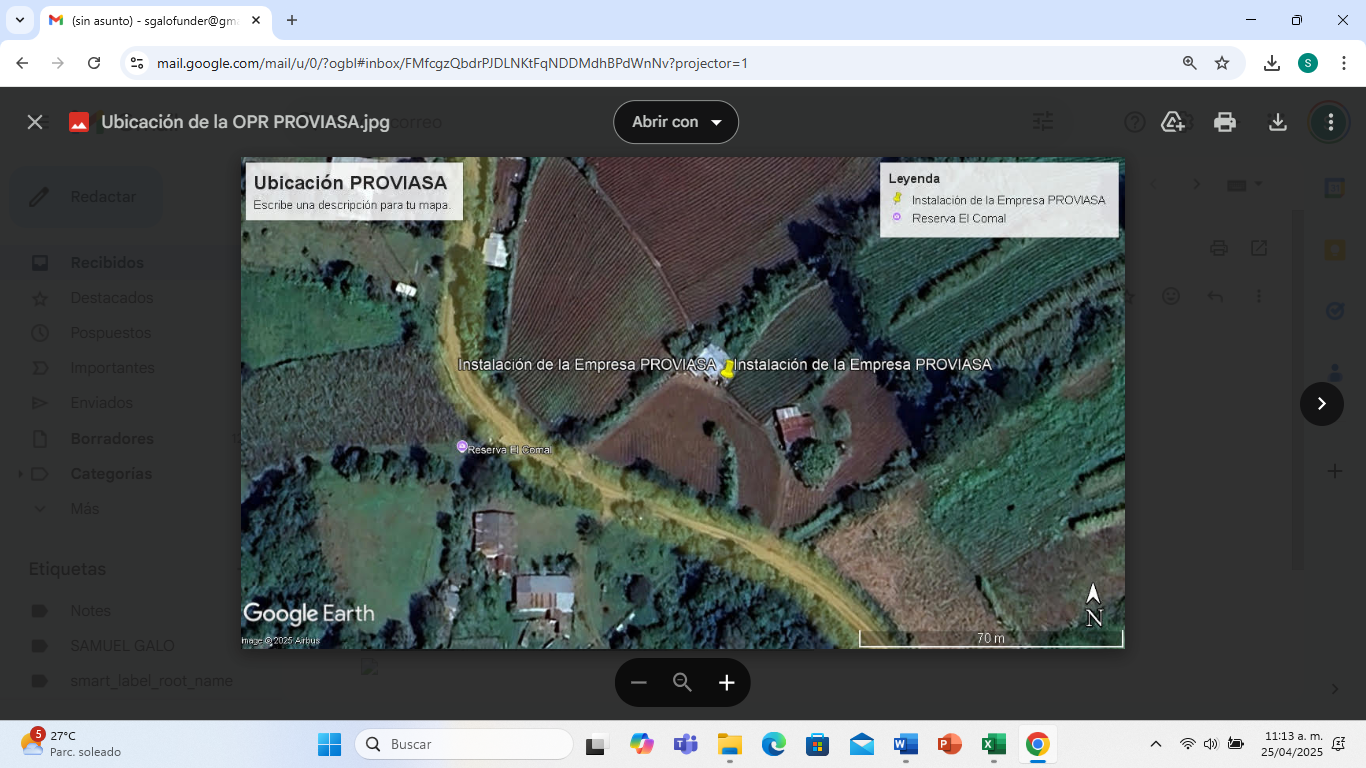 (sin asunto) - sgalofunder@gma
mail.google.com/mail/u/0/?ogbl#inbox/FMfcgzQbdrPJDLNKtFqNDDMdhBPdWnNv?projector=1
S
Ubicación de la OPR PROVIASA.jpg
correo
Abrir con
Redactar
Recibidos
Destacados
Pospuestos
Importantes
Enviados
Borradores
Categorías
Más
Etiquetas
Notes
SAMUEL GALO
smart_label_root_name
Ubicación PROVIASA
Escribe una descripción para tu mapa.
Leyenda
Instalación de la Empresa PROVIASA
Reserva El Comal
Instalación de la Empresa PROVIASA
Instalación de la Empresa PROVIASA
Reserva El Comal
Google Earth
Image © 2025 Airbus
N
70 m
5
27°C
Parc. soleado
Buscar
11:13 a. m.
25/04/2025